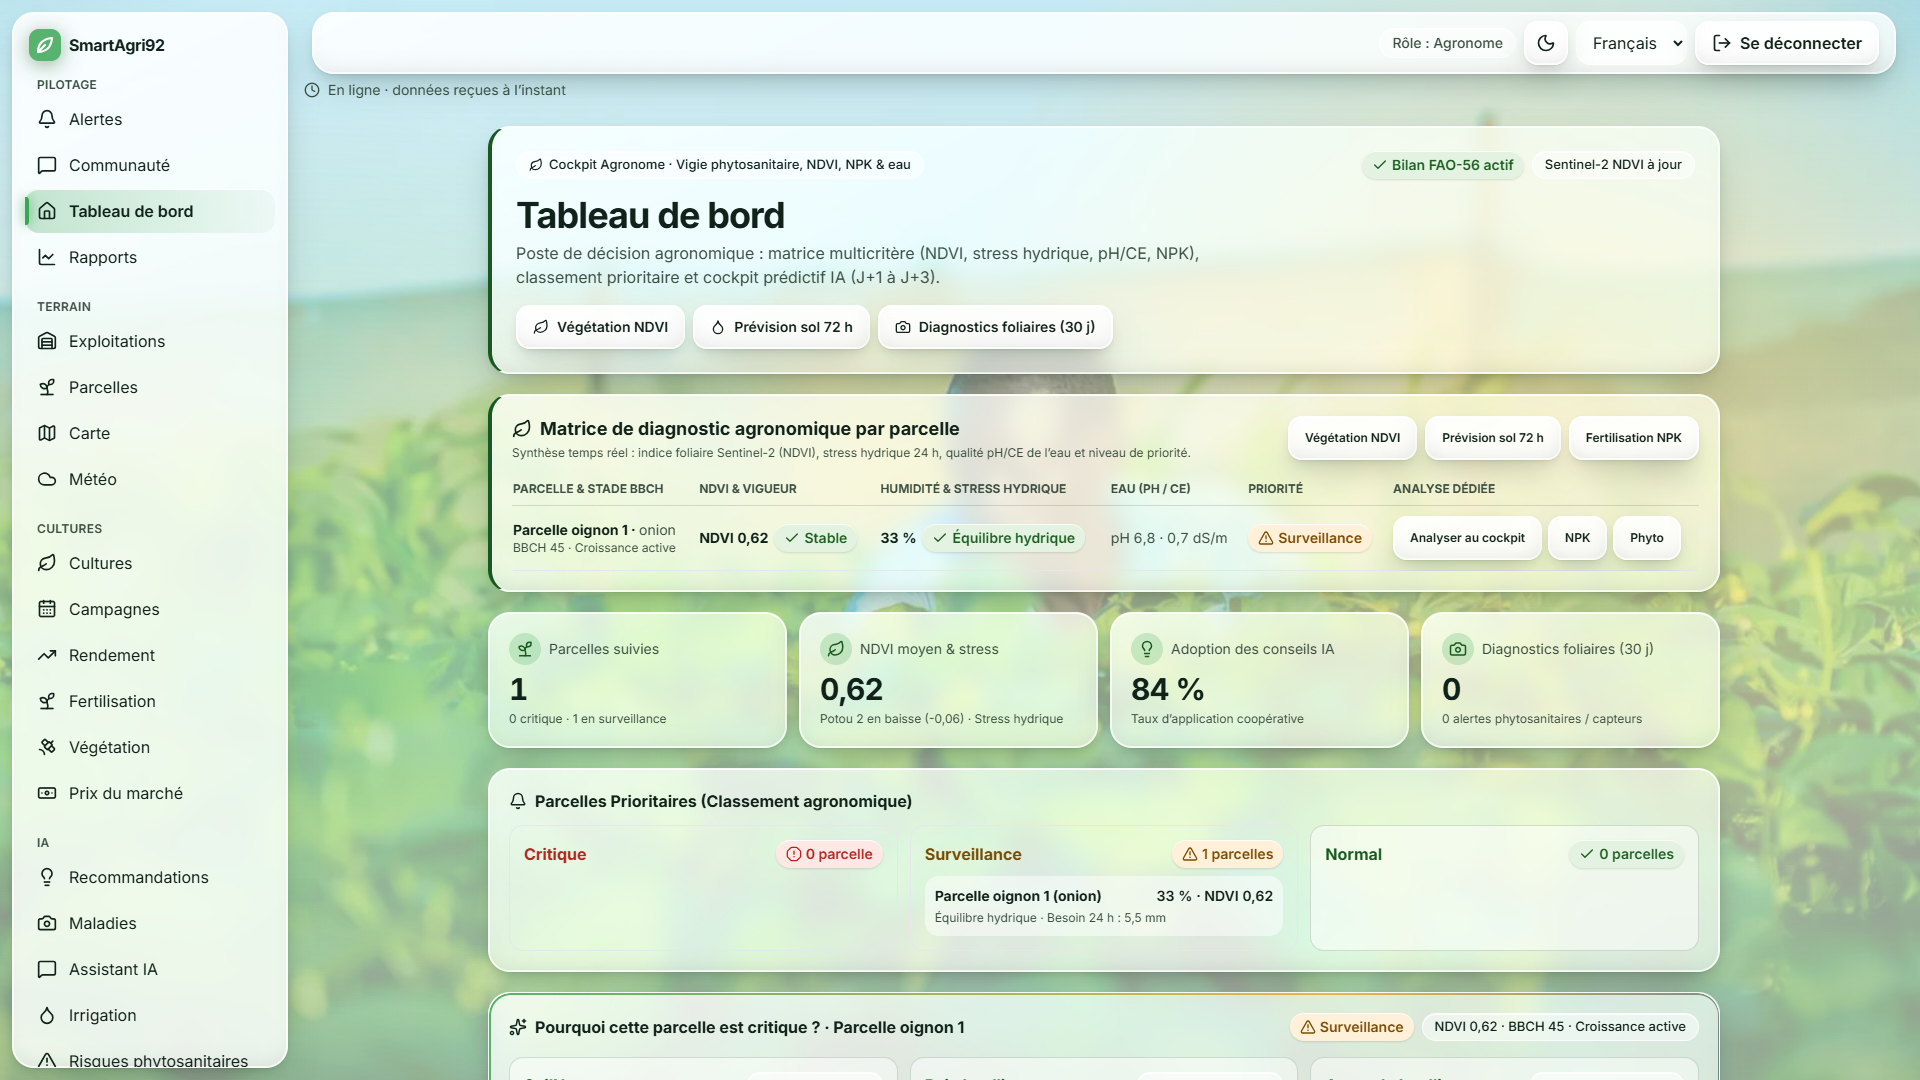 SmartAgri92
PILOTAGE
Alertes
Communauté
Tableau de bord
Rapports
TERRAIN
Exploitations
Parcelles
Carte
Météo
CULTURES
Cultures
Campagnes
Rendement
Fertilisation
Végétation
Prix du marché
IA
Recommandations
Maladies
Assistant IA
Irrigation
Risques phytosanitaires
Rôle : Agronome
Français
Se déconnecter
En ligne · données reçues à l’instant
Cockpit Agronome · Vigie phytosanitaire, NDVI, NPK & eau
Bilan FAO-56 actif
Sentinel-2 NDVI à jour
Tableau de bord
Poste de décision agronomique : matrice multicritère (NDVI, stress hydrique, pH/CE, NPK),
classement prioritaire et cockpit prédictif IA (J+1 à J+3).
Végétation NDVI
Prévision sol 72 h
Diagnostics foliaires (30 j)
Matrice de diagnostic agronomique par parcelle
Synthèse temps réel : indice foliaire Sentinel-2 (NDVI), stress hydrique 24 h, qualité pH/CE de l’eau et niveau de priorité.
Végétation NDVI
Prévision sol 72 h
Fertilisation NPK
PARCELLE & STADE BBCH NDVI & VIGUEUR HUMIDITÉ & STRESS HYDRIQUE EAU (PH / CE) PRIORITÉ ANALYSE DÉDIÉE
Parcelle oignon 1 · onion
BBCH 45 · Croissance active
NDVI 0,62 Stable
33 % Équilibre hydrique
pH 6,8 · 0,7 dS/m
Surveillance
Analyser au cockpit
NPK
Phyto
Parcelles suivies
1
0 critique · 1 en surveillance
NDVI moyen & stress
0,62
Potou 2 en baisse (-0,06) · Stress hydrique
Adoption des conseils IA
84 %
Taux d’application coopérative
Diagnostics foliaires (30 j)
0
0 alertes phytosanitaires / capteurs
Parcelles Prioritaires (Classement agronomique)
Critique
0 parcelle
Surveillance
1 parcelles
Parcelle oignon 1 (onion) 33 % · NDVI 0,62
Équilibre hydrique · Besoin 24 h : 5,5 mm
Normal
0 parcelles
Pourquoi cette parcelle est critique ? · Parcelle oignon 1
Surveillance
NDVI 0,62 · BBCH 45 · Croissance active